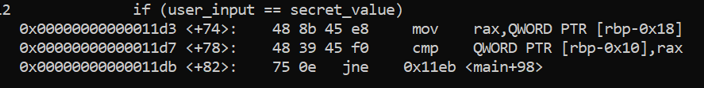 12                if (user_input == secret_value)
   0x00000000000011d3 <+74>:    48 8b 45 e8     mov    rax,QWORD PTR [rbp-0x18]
   0x00000000000011d7 <+78>:    48 39 45 f0     cmp    QWORD PTR [rbp-0x10],rax
   0x00000000000011db <+82>:    75 0e   jne    0x11eb <main+98>